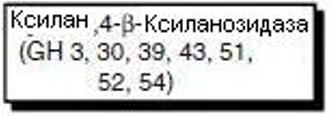 Ксилан ,4-β-Ксиланозидаза
(GH 3, 30, 39, 43, 51,
52, 54)